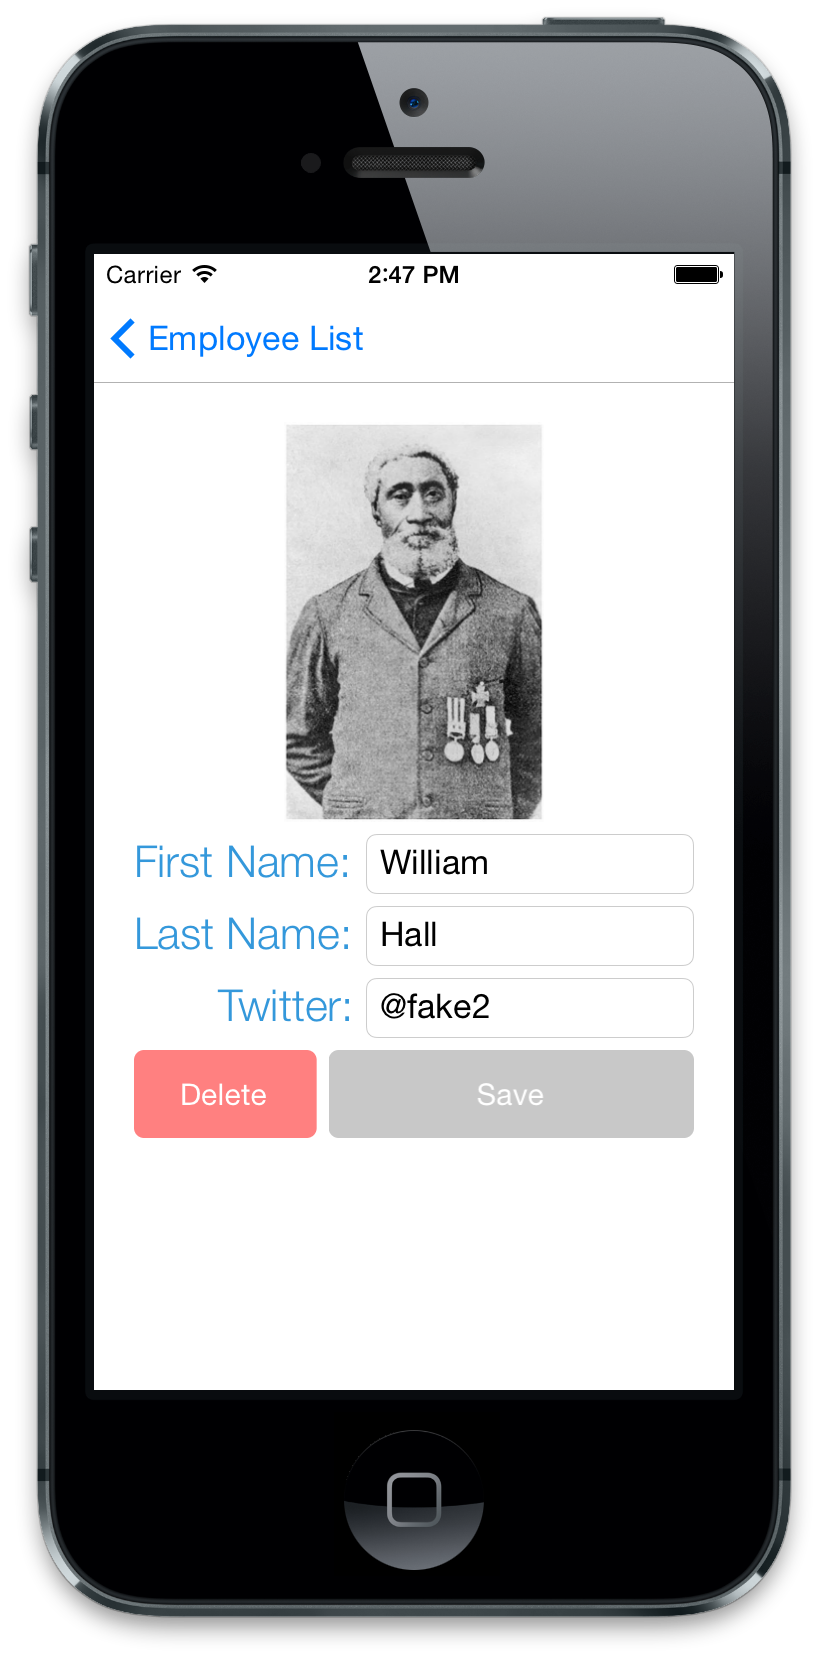 Carrier 2:47 PM
Employee List
First Name: William
Last Name: Hall
Twitter: @fake2
Delete Save